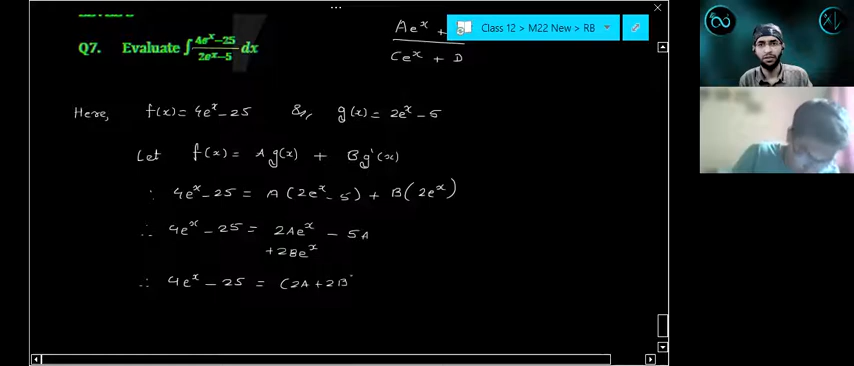 Ae^x +
Ce^x + D
Class 12 > M22 New > RB
Q7. Evaluate ∫ (4e^x−25)/(2e^x−5) dx
Here, f(x) = 4e^x − 25 & g(x) = 2e^x − 5
Let f(x) = A g(x) + B g'(x)
∴ 4e^x − 25 = A(2e^x − 5) + B(2e^x)
∴ 4e^x − 25 = 2Ae^x − 5A
+ 2Be^x
∴ 4e^x − 25 = (2A + 2B